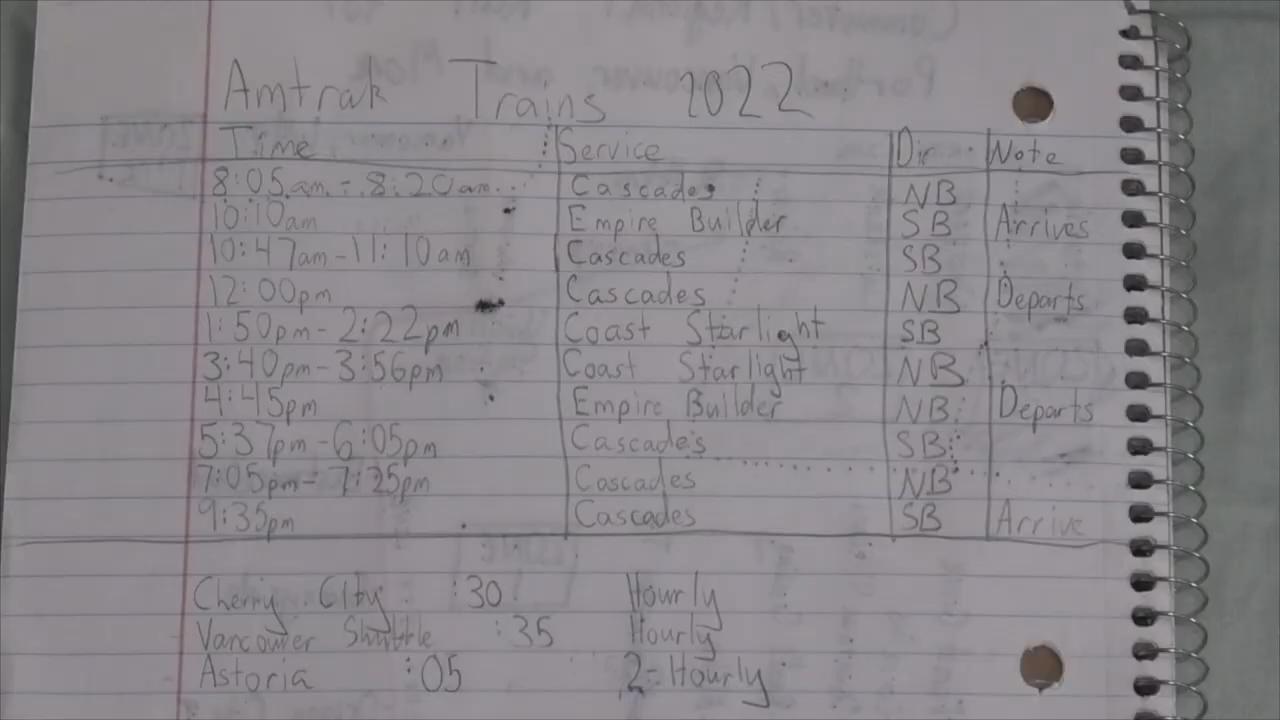 Amtrak Trains 2022
Time Service Dir. Note
8:05am - 8:20am Cascades NB
10:10am Empire Builder SB Arrives
10:47am - 11:10am Cascades SB
12:00pm Cascades NB Departs
1:50pm - 2:22pm Coast Starlight SB
3:40pm - 3:56pm Coast Starlight NB
4:45pm Empire Builder NB Departs
5:37pm - 6:05pm Cascades SB
7:05pm - 7:25pm Cascades NB
9:35pm Cascades SB Arrive
Cherry CIty :30 Hourly
Vancouver Shuttle :35 Hourly
Astoria :05 2-Hourly